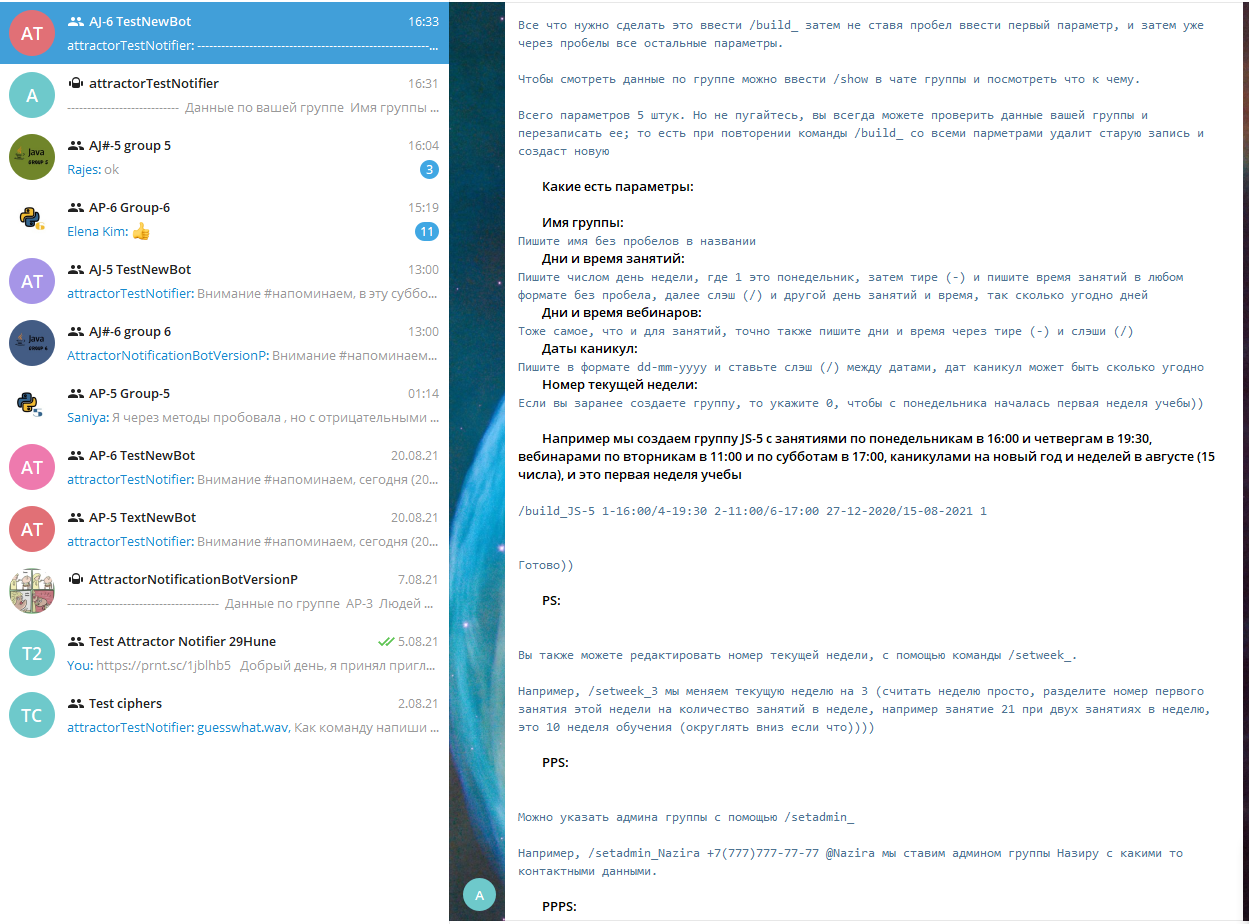 AT
AJ-6 TestNewBot
16:33
attractorTestNotifier: -----------------------------------------------------------...
A
attractorTestNotifier
16:31
---------------------------- Данные по вашей группе Имя группы ...
Java
GROUP 5
AJ#-5 group 5
16:04
Rajes: ok
3
AP-6 Group-6
15:19
Elena Kim: 👍
11
AT
AJ-5 TestNewBot
13:00
attractorTestNotifier: Внимание #напоминаем, в эту суббо...
Java
GROUP 6
AJ#-6 group 6
13:00
AttractorNotificationBotVersionP: Внимание #напоминаем...
AP-5 Group-5
01:14
Saniya: Я через методы пробовала , но с отрицательными ...
AT
AP-6 TestNewBot
20.08.21
attractorTestNotifier: Внимание #напоминаем, сегодня (20...
AT
AP-5 TextNewBot
20.08.21
attractorTestNotifier: Внимание #напоминаем, сегодня (20...
AttractorNotificationBotVersionP
7.08.21
-------------------------------------- Данные по группе AP-3 Людей ...
T2
Test Attractor Notifier 29Hune
5.08.21
You: https://prnt.sc/1jblhb5 Добрый день, я принял пригл...
TC
Test ciphers
2.08.21
attractorTestNotifier: guesswhat.wav, Как команду напиши ...
Все что нужно сделать это ввести /build_ затем не ставя пробел ввести первый параметр, и затем уже
через пробелы все остальные параметры.
Чтобы смотреть данные по группе можно ввести /show в чате группы и посмотреть что к чему.
Всего параметров 5 штук. Но не пугайтесь, вы всегда можете проверить данные вашей группы и
перезаписать ее; то есть при повторении команды /build_ со всеми парметрами удалит старую запись и
создаст новую
Какие есть параметры:
Имя группы:
Пишите имя без пробелов в названии
Дни и время занятий:
Пишите числом день недели, где 1 это понедельник, затем тире (-) и пишите время занятий в любом
формате без пробела, далее слэш (/) и другой день занятий и время, так сколько угодно дней
Дни и время вебинаров:
Тоже самое, что и для занятий, точно также пишите дни и время через тире (-) и слэши (/)
Даты каникул:
Пишите в формате dd-mm-yyyy и ставьте слэш (/) между датами, дат каникул может быть сколько угодно
Номер текущей недели:
Если вы заранее создаете группу, то укажите 0, чтобы с понедельника началась первая неделя учебы))
Например мы создаем группу JS-5 с занятиями по понедельникам в 16:00 и четвергам в 19:30,
вебинарами по вторникам в 11:00 и по субботам в 17:00, каникулами на новый год и неделей в августе (15
числа), и это первая неделя учебы
/build_JS-5 1-16:00/4-19:30 2-11:00/6-17:00 27-12-2020/15-08-2021 1
Готово))
PS:
Вы также можете редактировать номер текущей недели, с помощью команды /setweek_.
Например, /setweek_3 мы меняем текущую неделю на 3 (считать неделю просто, разделите номер первого
занятия этой недели на количество занятий в неделе, например занятие 21 при двух занятиях в неделю,
это 10 неделя обучения (округлять вниз если что))))
PPS:
Можно указать админа группы с помощью /setadmin_
Например, /setadmin_Nazira +7(777)777-77-77 @Nazira мы ставим админом группы Назиру с какими то
контактными данными.
PPPS:
A